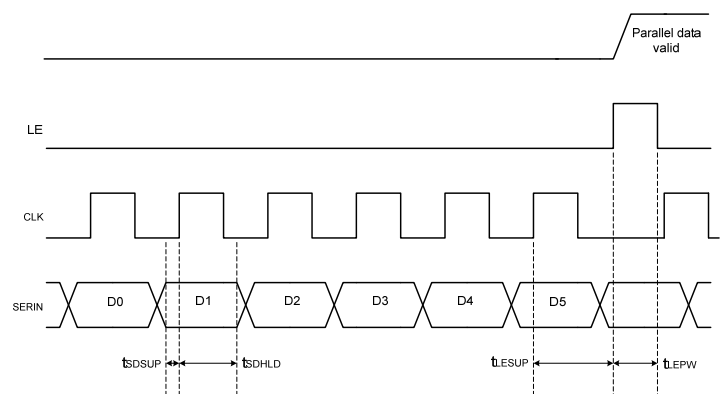 Parallel data
valid
LE
CLK
SERIN
D0 D1 D2 D3 D4 D5
tSDSUP tSDHLD tLESUP tLEPW